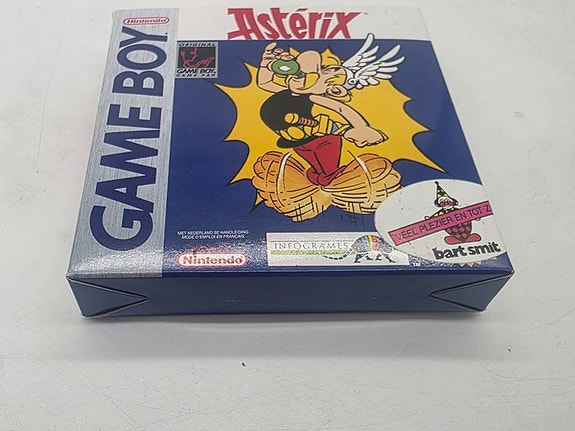 Nintendo
GAME BOY
Astérix
ORIGINAL
GAME BOY
GAME PAK
MET NEDERLANDSE HANDLEIDING
MODE D'EMPLOI EN FRANÇAIS
Nintendo
INFOGRAMES
VEEL PLEZIER EN TOT Z
bart smit
TM